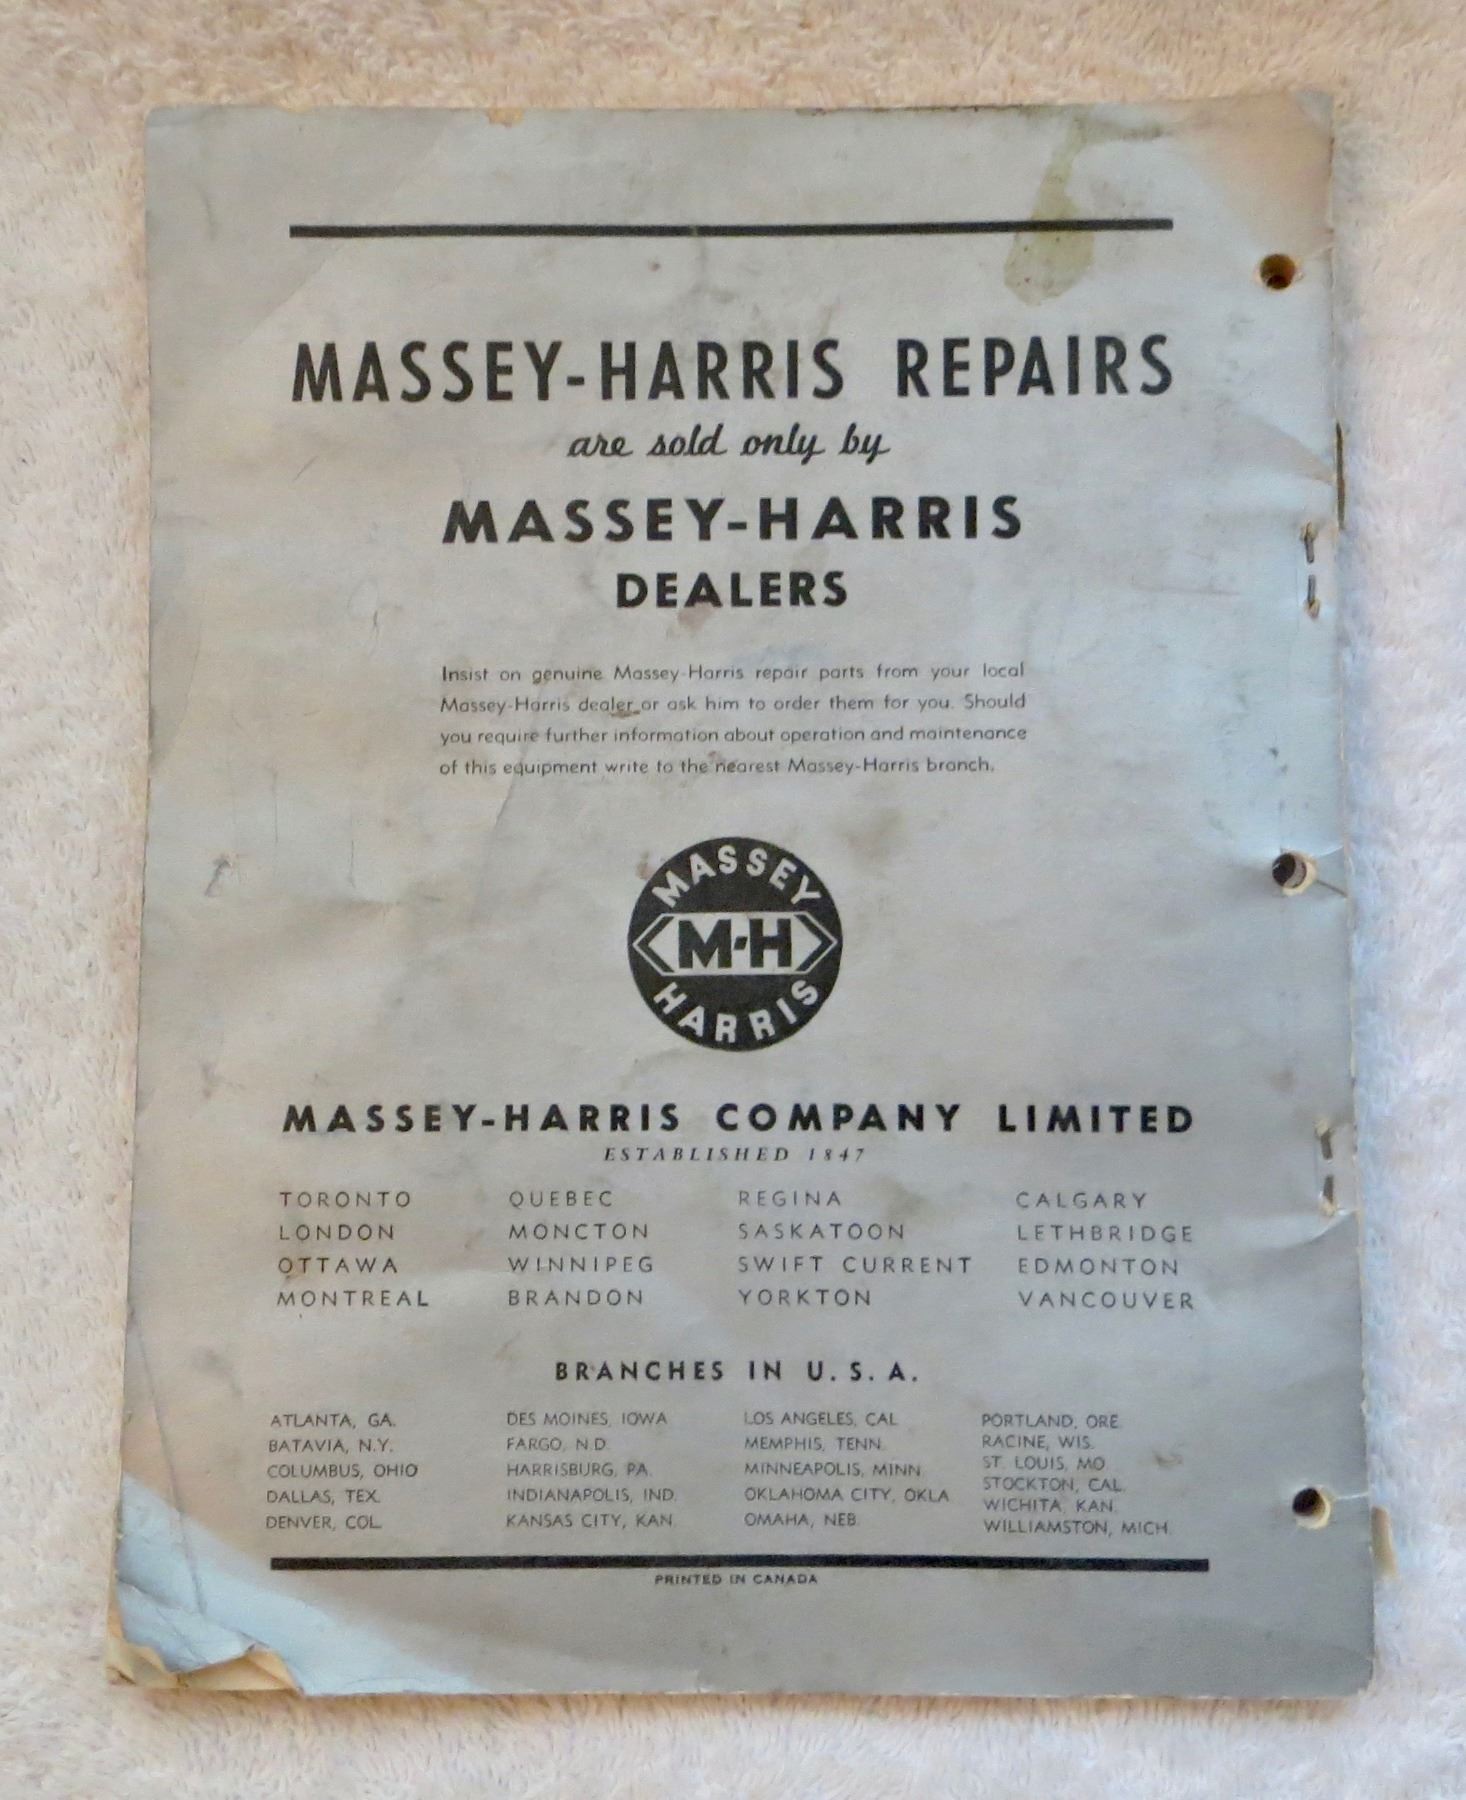 MASSEY-HARRIS REPAIRS
are sold only by
MASSEY-HARRIS
DEALERS
Insist on genuine Massey-Harris repair parts from your local
Massey-Harris dealer or ask him to order them for you. Should
you require further information about operation and maintenance
of this equipment write to the nearest Massey-Harris branch.
MASSEY
M-H
HARRIS
MASSEY-HARRIS COMPANY LIMITED
ESTABLISHED 1847
TORONTO QUEBEC REGINA CALGARY
LONDON MONCTON SASKATOON LETHBRIDGE
OTTAWA WINNIPEG SWIFT CURRENT EDMONTON
MONTREAL BRANDON YORKTON VANCOUVER
BRANCHES IN U.S.A.
ATLANTA, GA. DES MOINES, IOWA LOS ANGELES, CAL. PORTLAND, ORE.
BATAVIA, N.Y. FARGO, N.D. MEMPHIS, TENN. RACINE, WIS.
COLUMBUS, OHIO HARRISBURG, PA. MINNEAPOLIS, MINN. ST. LOUIS, MO.
DALLAS, TEX. INDIANAPOLIS, IND. OKLAHOMA CITY, OKLA. STOCKTON, CAL.
DENVER, COL. KANSAS CITY, KAN. OMAHA, NEB. WICHITA, KAN.
WILLIAMSTON, MICH.
PRINTED IN CANADA